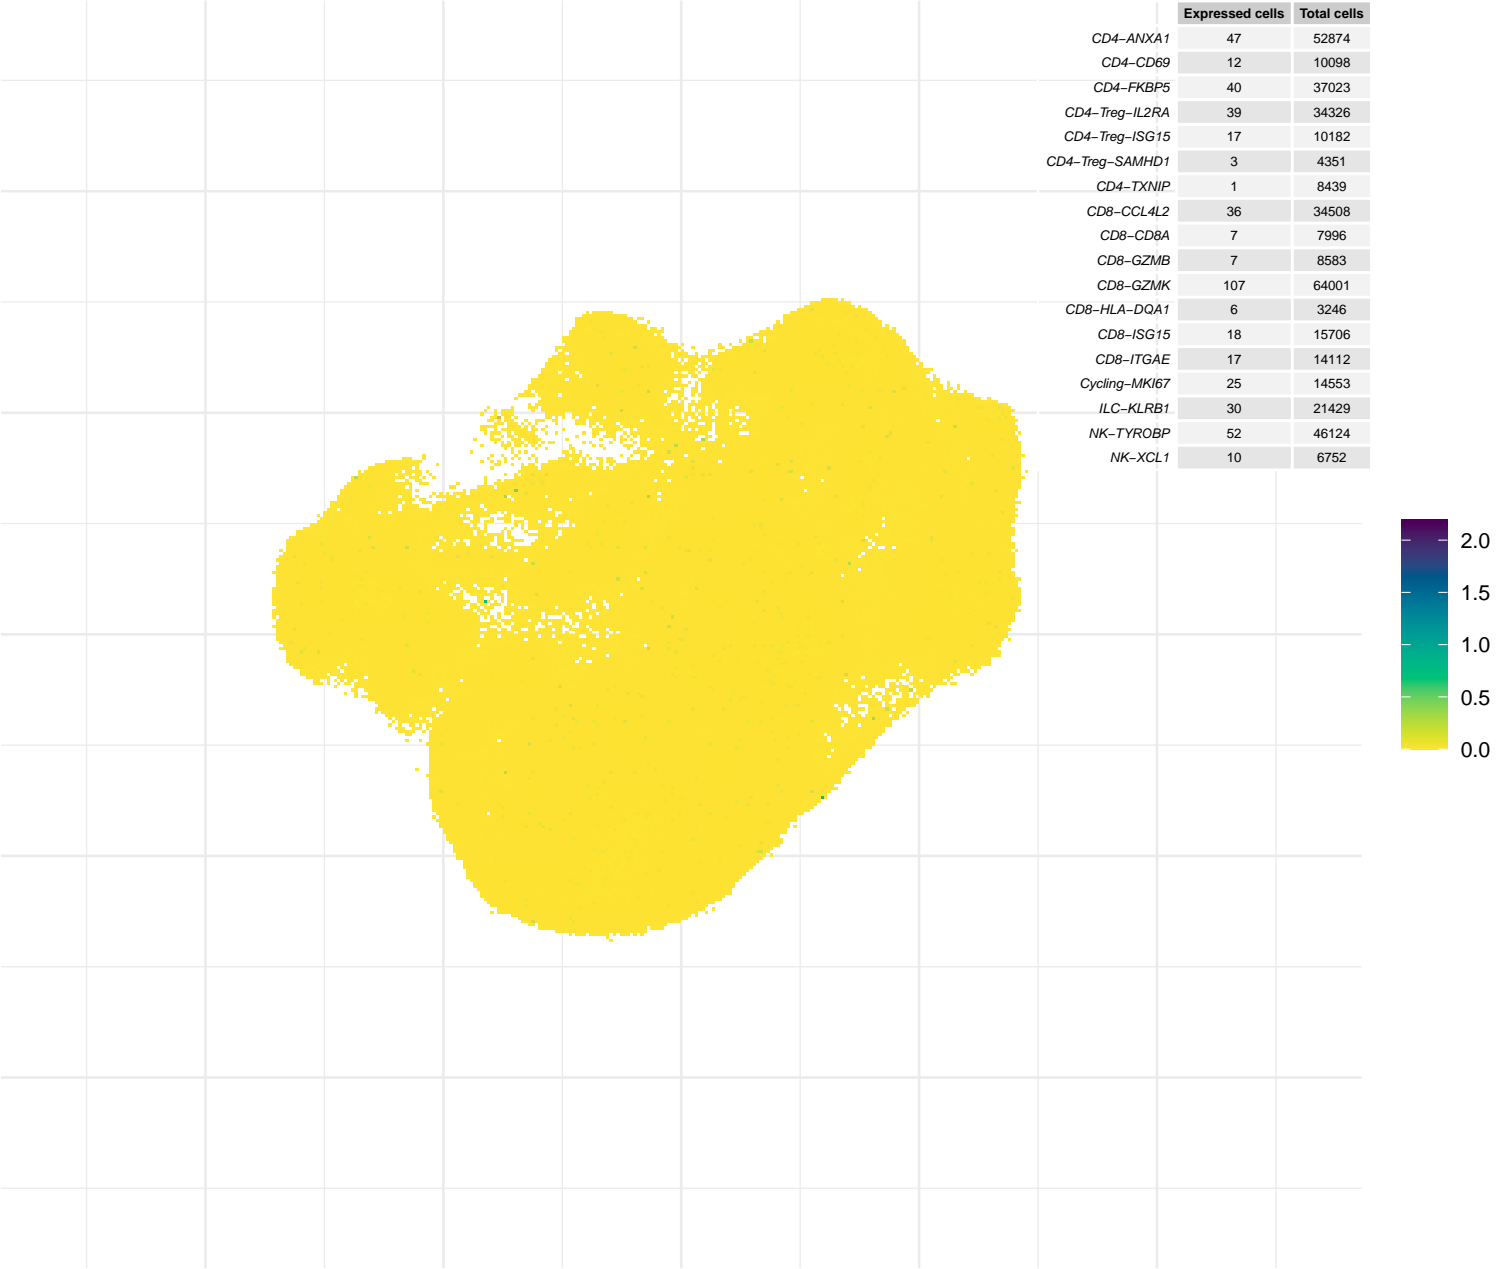 Expressed cells Total cells
CD4−ANXA1 47 52874
CD4−CD69 12 10098
CD4−FKBP5 40 37023
CD4−Treg−IL2RA 39 34326
CD4−Treg−ISG15 17 10182
CD4−Treg−SAMHD1 3 4351
CD4−TXNIP 1 8439
CD8−CCL4L2 36 34508
CD8−CD8A 7 7996
CD8−GZMB 7 8583
CD8−GZMK 107 64001
CD8−HLA−DQA1 6 3246
CD8−ISG15 18 15706
CD8−ITGAE 17 14112
Cycling−MKI67 25 14553
ILC−KLRB1 30 21429
NK−TYROBP 52 46124
NK−XCL1 10 6752
2.0
1.5
1.0
0.5
0.0